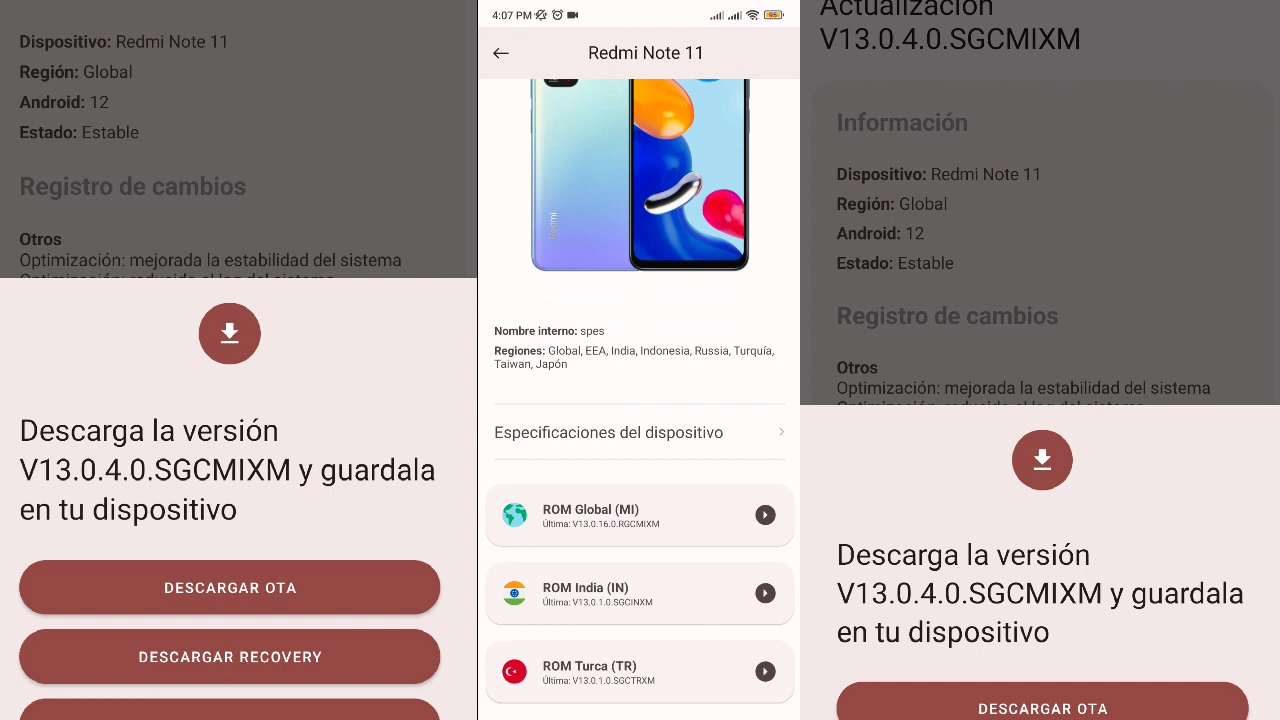 Dispositivo: Redmi Note 11
Región: Global
Android: 12
Estado: Estable
Registro de cambios
Otros
Optimización: mejorada la estabilidad del sistema
Descarga la versión
V13.0.4.0.SGCMIXM y guardala
en tu dispositivo
DESCARGAR OTA
DESCARGAR RECOVERY
4:07 PM
95
Redmi Note 11
Redmi
Nombre interno: spes
Regiones: Global, EEA, India, Indonesia, Russia, Turquía,
Taiwan, Japón
Especificaciones del dispositivo
ROM Global (MI)
Última: V13.0.16.0.RGCMIXM
ROM India (IN)
Última: V13.0.1.0.SGCINXM
ROM Turca (TR)
Última: V13.0.1.0.SGCTRXM
Actualización
V13.0.4.0.SGCMIXM
Información
Dispositivo: Redmi Note 11
Región: Global
Android: 12
Estado: Estable
Registro de cambios
Otros
Optimización: mejorada la estabilidad del sistema
Descarga la versión
V13.0.4.0.SGCMIXM y guardala
en tu dispositivo
DESCARGAR OTA